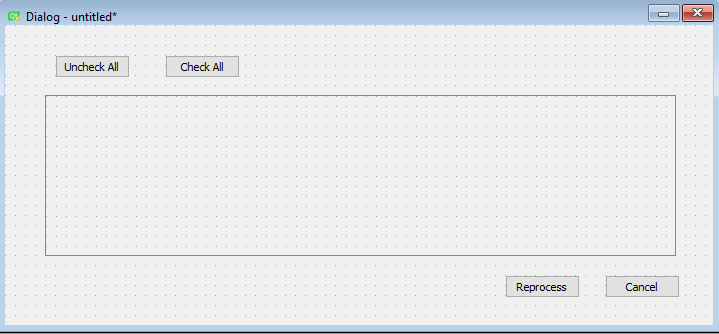 Dialog - untitled*
Uncheck All
Check All
Reprocess
Cancel